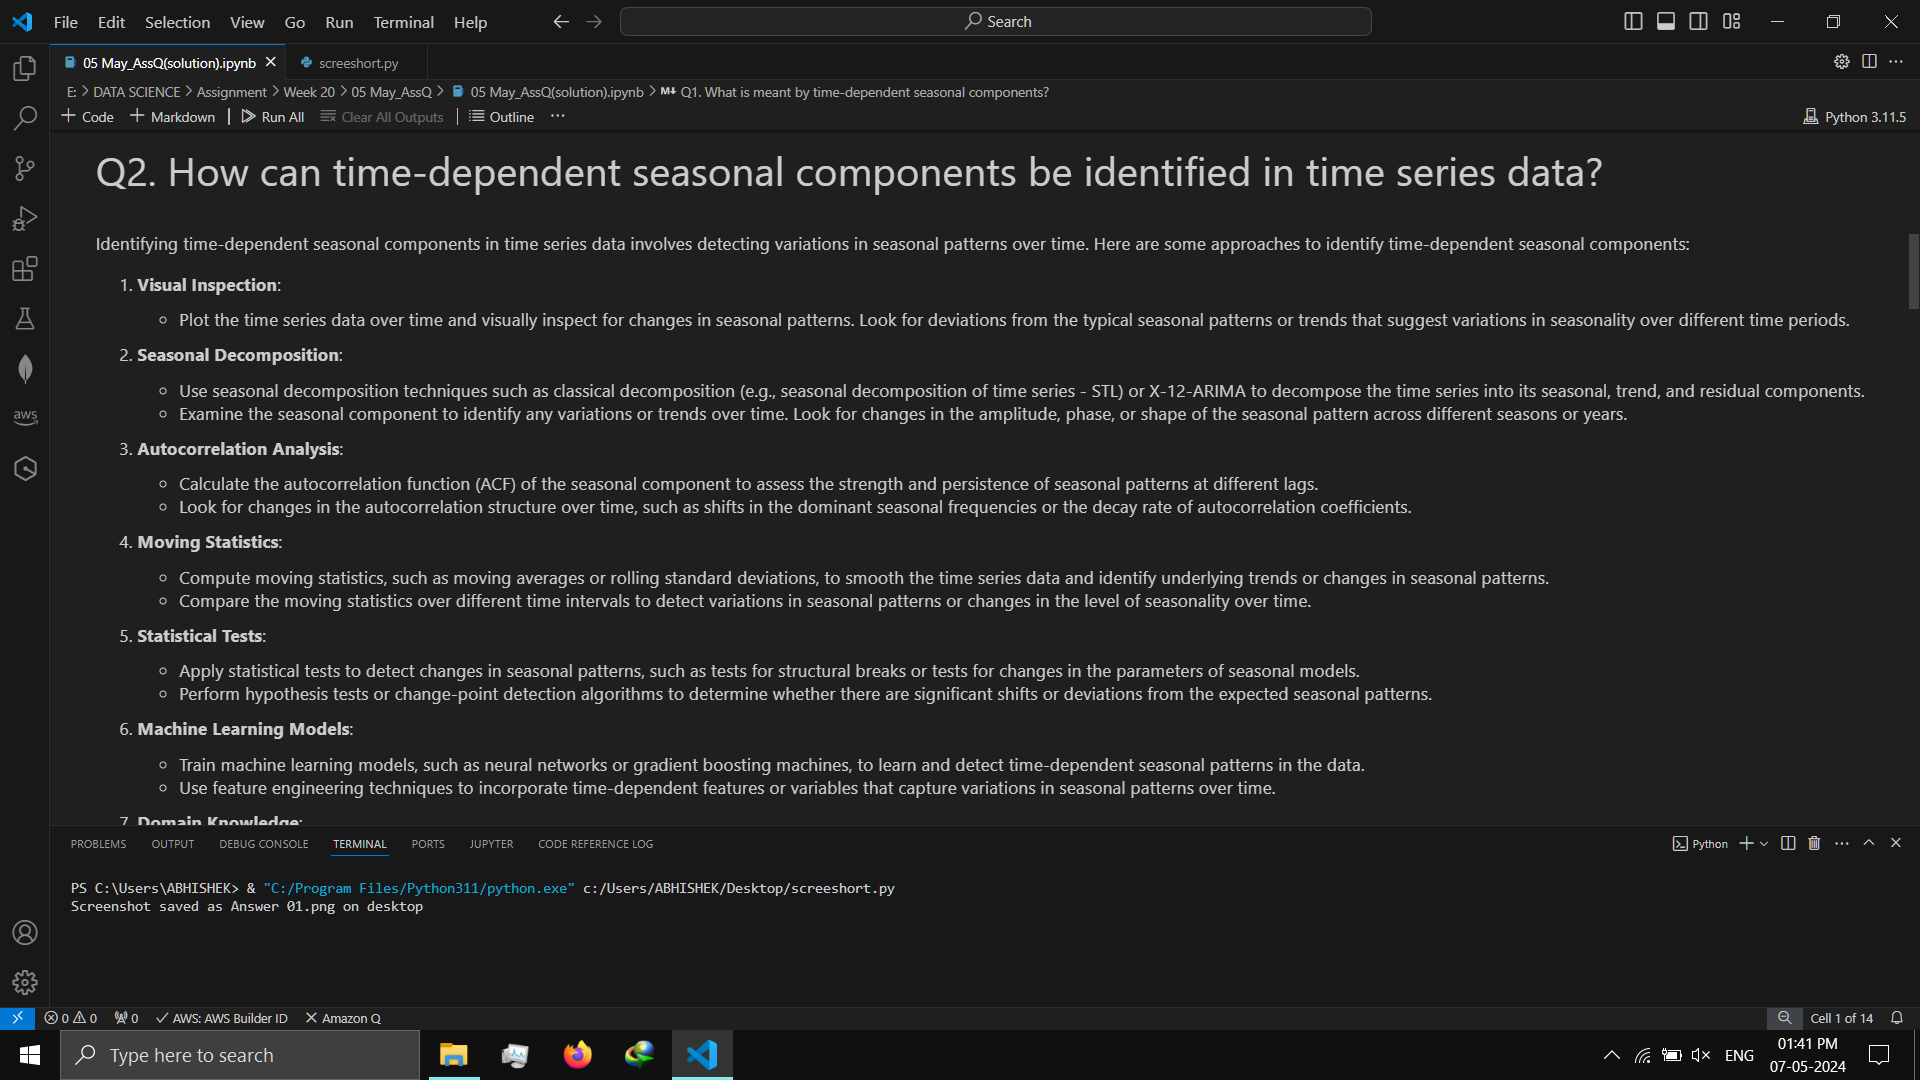 File Edit Selection View Go Run Terminal Help
Search
05 May_AssQ(solution).ipynb
screeshort.py
E: > DATA SCIENCE > Assignment > Week 20 > 05 May_AssQ > 05 May_AssQ(solution).ipynb > M↓ Q1. What is meant by time-dependent seasonal components?
+ Code + Markdown | Run All Clear All Outputs | Outline ...
Python 3.11.5
Q2. How can time-dependent seasonal components be identified in time series data?
Identifying time-dependent seasonal components in time series data involves detecting variations in seasonal patterns over time. Here are some approaches to identify time-dependent seasonal components:
1. Visual Inspection:
◦ Plot the time series data over time and visually inspect for changes in seasonal patterns. Look for deviations from the typical seasonal patterns or trends that suggest variations in seasonality over different time periods.
2. Seasonal Decomposition:
◦ Use seasonal decomposition techniques such as classical decomposition (e.g., seasonal decomposition of time series - STL) or X-12-ARIMA to decompose the time series into its seasonal, trend, and residual components.
◦ Examine the seasonal component to identify any variations or trends over time. Look for changes in the amplitude, phase, or shape of the seasonal pattern across different seasons or years.
3. Autocorrelation Analysis:
◦ Calculate the autocorrelation function (ACF) of the seasonal component to assess the strength and persistence of seasonal patterns at different lags.
◦ Look for changes in the autocorrelation structure over time, such as shifts in the dominant seasonal frequencies or the decay rate of autocorrelation coefficients.
4. Moving Statistics:
◦ Compute moving statistics, such as moving averages or rolling standard deviations, to smooth the time series data and identify underlying trends or changes in seasonal patterns.
◦ Compare the moving statistics over different time intervals to detect variations in seasonal patterns or changes in the level of seasonality over time.
5. Statistical Tests:
◦ Apply statistical tests to detect changes in seasonal patterns, such as tests for structural breaks or tests for changes in the parameters of seasonal models.
◦ Perform hypothesis tests or change-point detection algorithms to determine whether there are significant shifts or deviations from the expected seasonal patterns.
6. Machine Learning Models:
◦ Train machine learning models, such as neural networks or gradient boosting machines, to learn and detect time-dependent seasonal patterns in the data.
◦ Use feature engineering techniques to incorporate time-dependent features or variables that capture variations in seasonal patterns over time.
7. Domain Knowledge:
aws
PROBLEMS OUTPUT DEBUG CONSOLE TERMINAL PORTS JUPYTER CODE REFERENCE LOG
Python
PS C:\Users\ABHISHEK> & "C:/Program Files/Python311/python.exe" c:/Users/ABHISHEK/Desktop/screeshort.py
Screenshot saved as Answer 01.png on desktop
0 0 0 AWS: AWS Builder ID Amazon Q
Cell 1 of 14
Type here to search
ENG
01:41 PM
07-05-2024